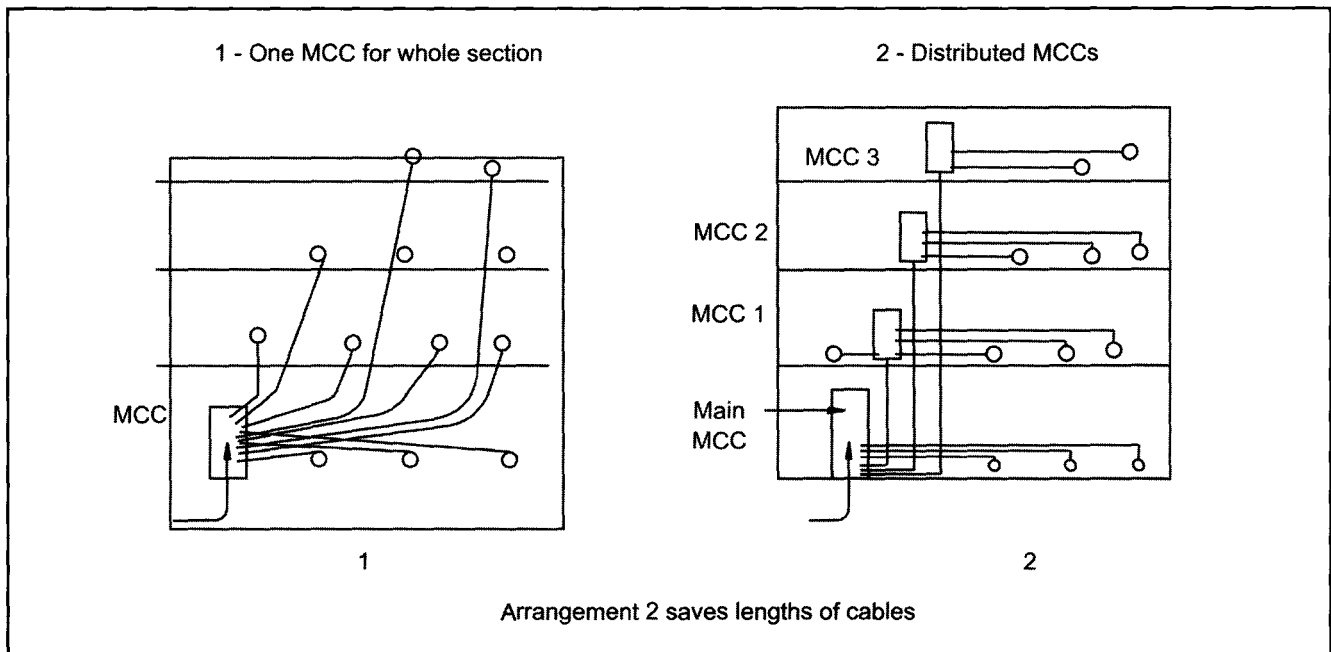 1 - One MCC for whole section
2 - Distributed MCCs
MCC
1
MCC 3
MCC 2
MCC 1
Main
MCC
2
Arrangement 2 saves lengths of cables